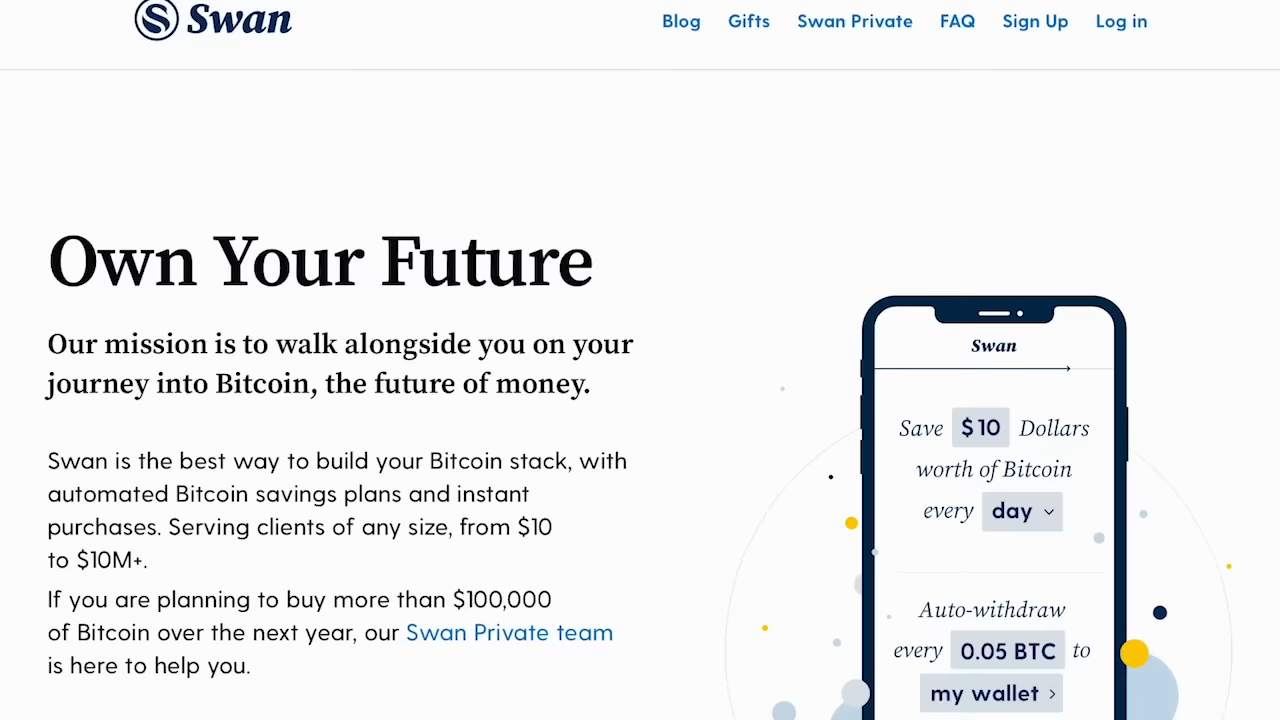 Swan
Blog Gifts Swan Private FAQ Sign Up Log in
Own Your Future
Our mission is to walk alongside you on your
journey into Bitcoin, the future of money.
Swan is the best way to build your Bitcoin stack, with
automated Bitcoin savings plans and instant
purchases. Serving clients of any size, from $10
to $10M+.
If you are planning to buy more than $100,000
of Bitcoin over the next year, our Swan Private team
is here to help you.
Swan
Save $10 Dollars
worth of Bitcoin
every day
Auto-withdraw
every 0.05 BTC to
my wallet